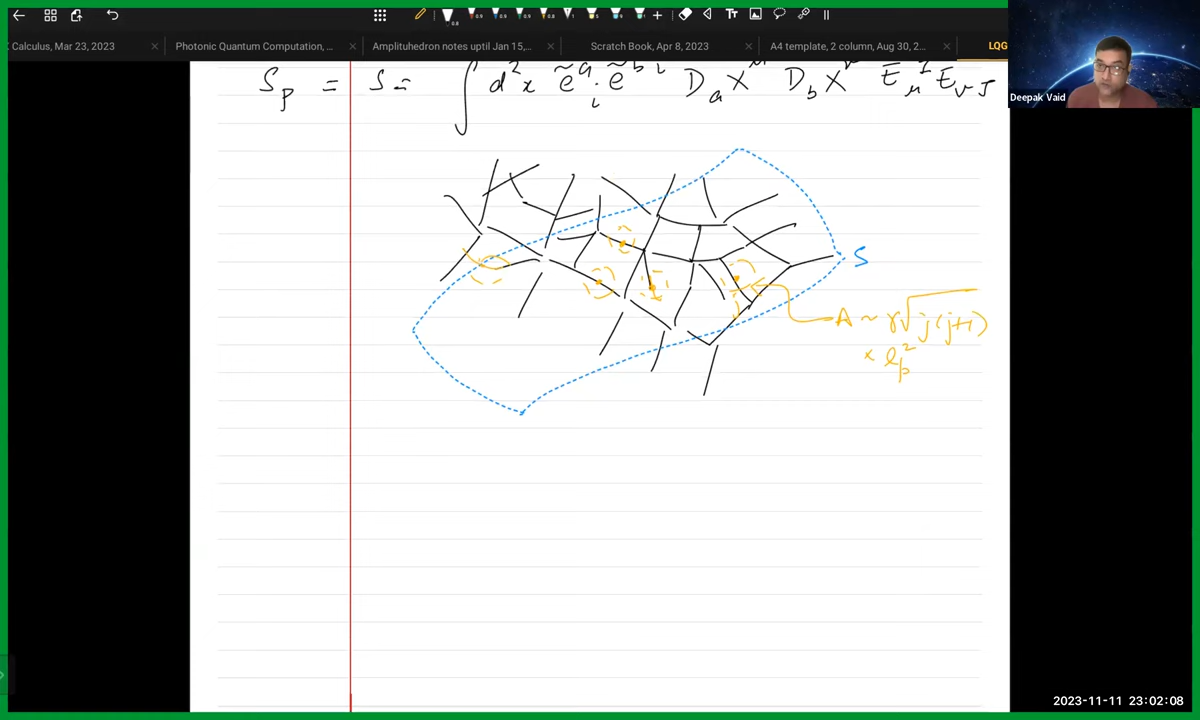 Calculus, Mar 23, 2023
Photonic Quantum Computation, ...
Amplituhedron notes uptil Jan 15,...
Scratch Book, Apr 8, 2023
A4 template, 2 column, Aug 30, 2...
LQG
Deepak Vaid
S_p = S = ∫ d²x ẽ^a_i ẽ^{b i} D_a X^μ D_b X^ν E_μ^I E_{ν I}
S
j
A ~ γ√j(j+1)
× l_p²
2023-11-11 23:02:08